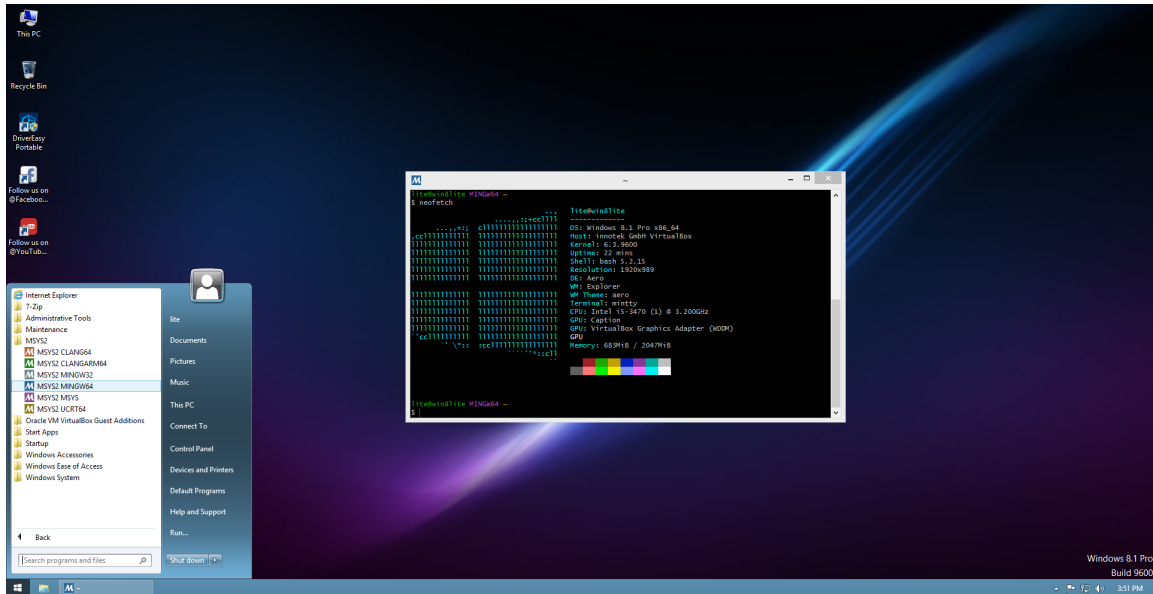 This PC
Recycle Bin
DriverEasy
Portable
Follow us on
@Faceboo...
Follow us on
@YouTub...
Internet Explorer
7-Zip
Administrative Tools
Maintenance
MSYS2
MSYS2 CLANG64
MSYS2 CLANGARM64
MSYS2 MINGW32
MSYS2 MINGW64
MSYS2 MSYS
MSYS2 UCRT64
Oracle VM VirtualBox Guest Additions
Start Apps
Startup
Windows Accessories
Windows Ease of Access
Windows System
Back
Search programs and files
lite
Documents
Pictures
Music
This PC
Connect To
Control Panel
Devices and Printers
Default Programs
Help and Support
Run...
Shut down
~
lite@win8lite MINGW64 ~
$ neofetch
lite@win8lite
-------------
OS: Windows 8.1 Pro x86_64
Host: innotek GmbH VirtualBox
Kernel: 6.3.9600
Uptime: 22 mins
Shell: bash 5.2.15
Resolution: 1920x989
DE: Aero
WM: Explorer
WM Theme: aero
Terminal: mintty
CPU: Intel i5-3470 (1) @ 3.200GHz
GPU: Caption
GPU: VirtualBox Graphics Adapter (WDDM)
GPU
Memory: 683MiB / 2047MiB
lite@win8lite MINGW64 ~
$
Windows 8.1 Pro
Build 9600
~
3:51 PM